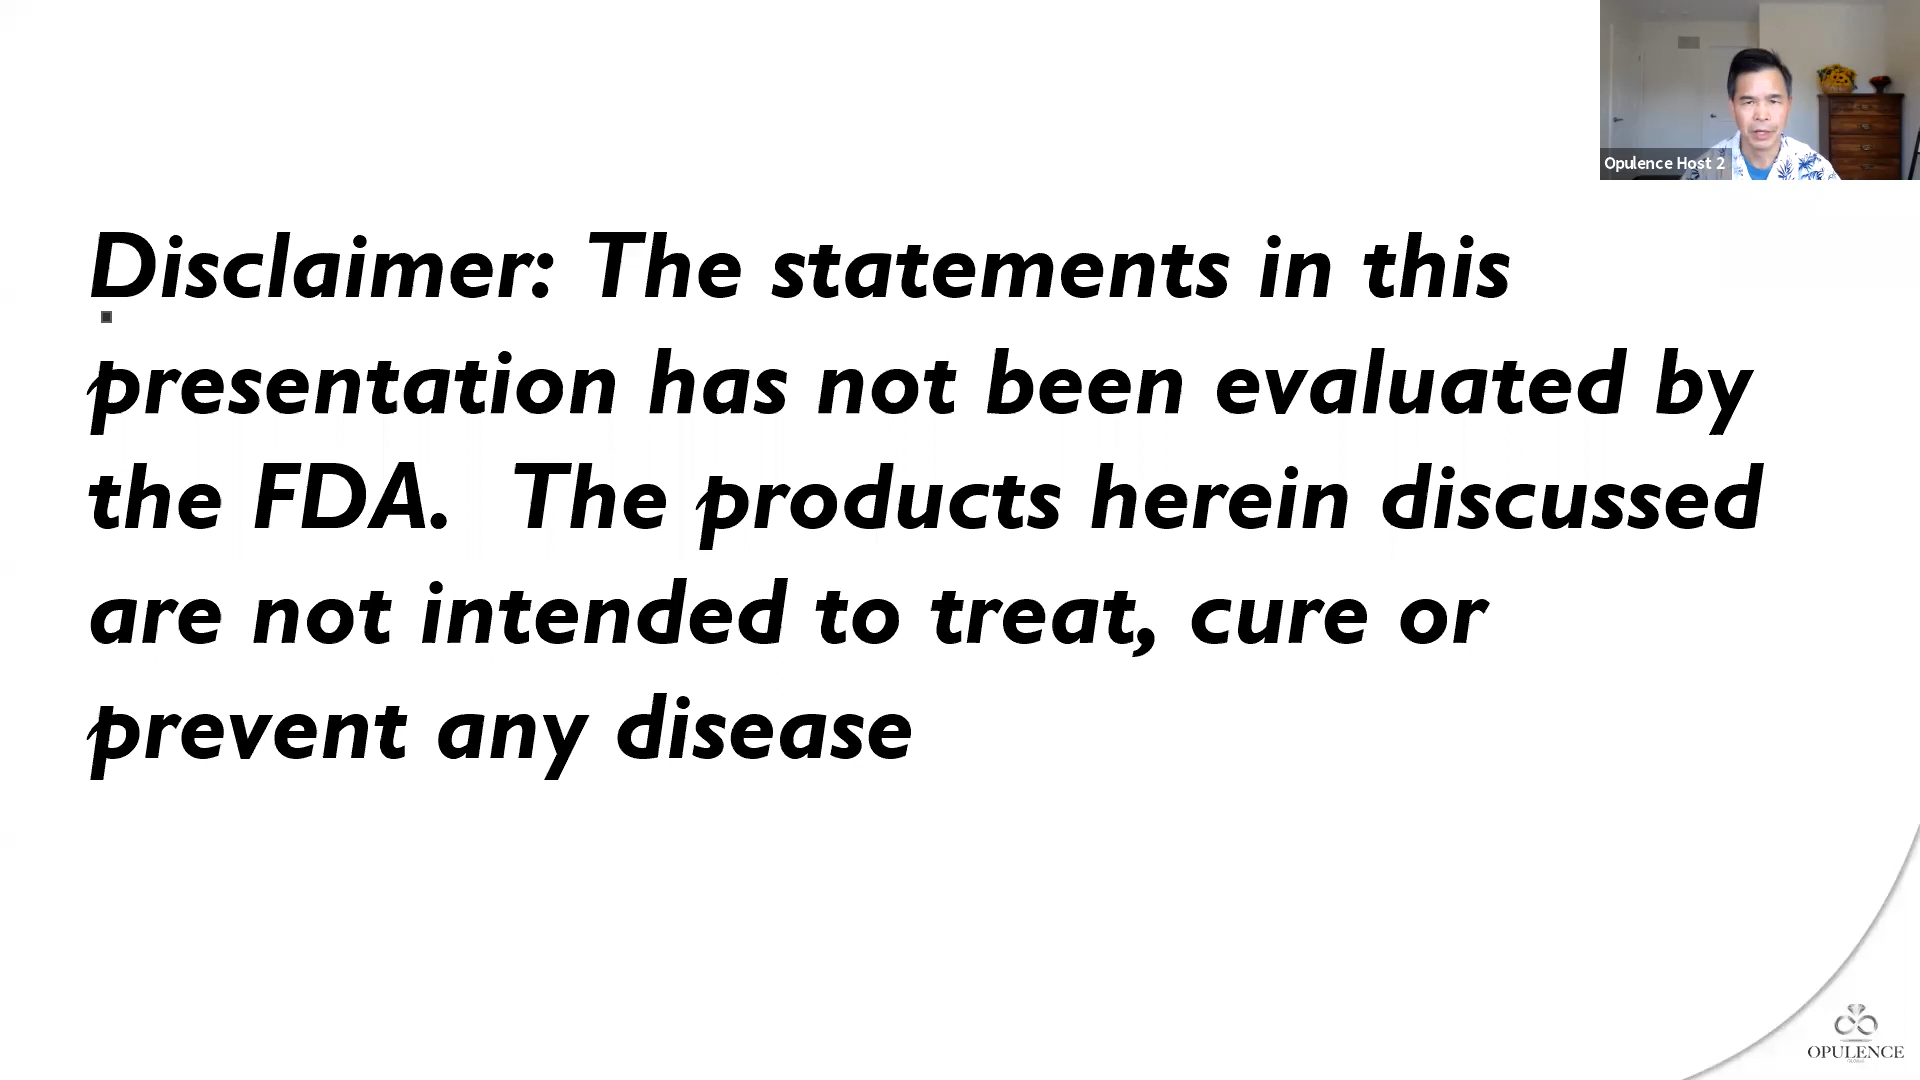 Opulence Host 2
Disclaimer: The statements in this
presentation has not been evaluated by
the FDA.  The products herein discussed
are not intended to treat, cure or
prevent any disease
OPULENCE